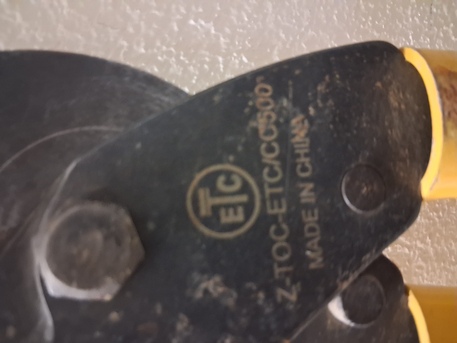 ETC
Z-TOC-ETC/CC500
MADE IN CHINA